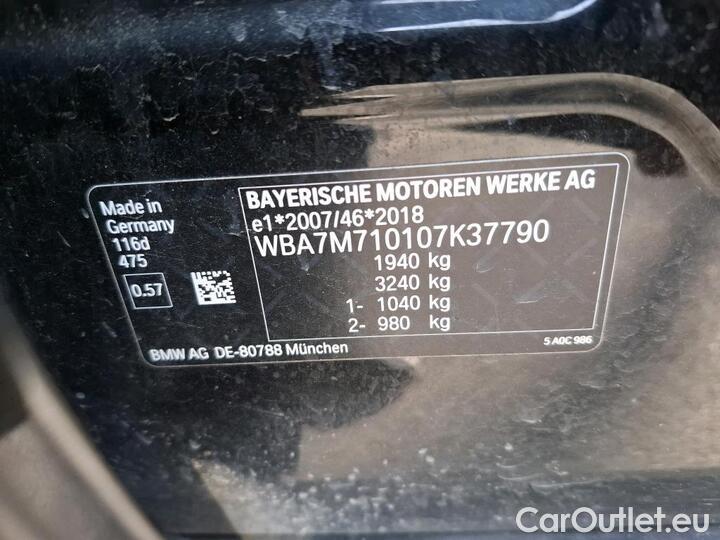 Made in
Germany
116d
475
0.57
BAYERISCHE MOTOREN WERKE AG
e1*2007/46*2018
WBA7M710107K37790
1940 kg
3240 kg
1- 1040 kg
2- 980 kg
BMW AG DE-80788 München
5 A0C 986
CarOutlet.eu